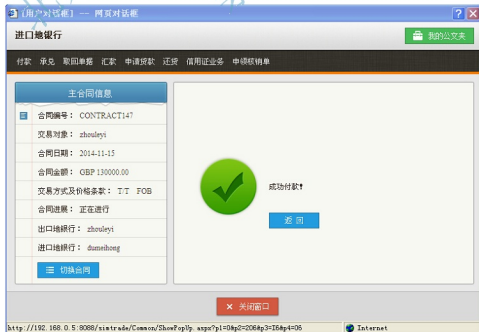 [用户对话框] — 网页对话框
进口地银行
我的公文夹
付款 承兑 取回单据 汇款 申请贷款 还贷 信用证业务 申领核销单
主合同信息
合同编号： CONTRACT147
交易对象： zhouleyi
合同日期： 2014-11-15
合同金额： GBP 130000.00
交易方式及价格条款： T/T FOB
合同进展： 正在进行
出口地银行： zhouleyi
进口地银行： dumeihong
切换合同
成功付款!
返 回
× 关闭窗口
http://192.168.0.5:8088/simtrade/Common/ShowPopUp.aspx?p1=0&p2=206&p3=I6&p4=06 Internet